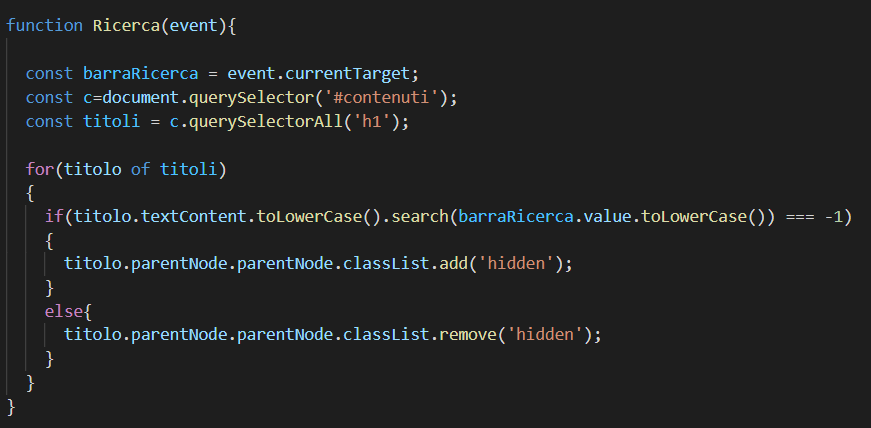 function Ricerca(event){
const barraRicerca = event.currentTarget;
const c=document.querySelector('#contenuti');
const titoli = c.querySelectorAll('h1');
for(titolo of titoli)
{
if(titolo.textContent.toLowerCase().search(barraRicerca.value.toLowerCase()) === -1)
{
titolo.parentNode.parentNode.classList.add('hidden');
}
else{
titolo.parentNode.parentNode.classList.remove('hidden');
}
}
}